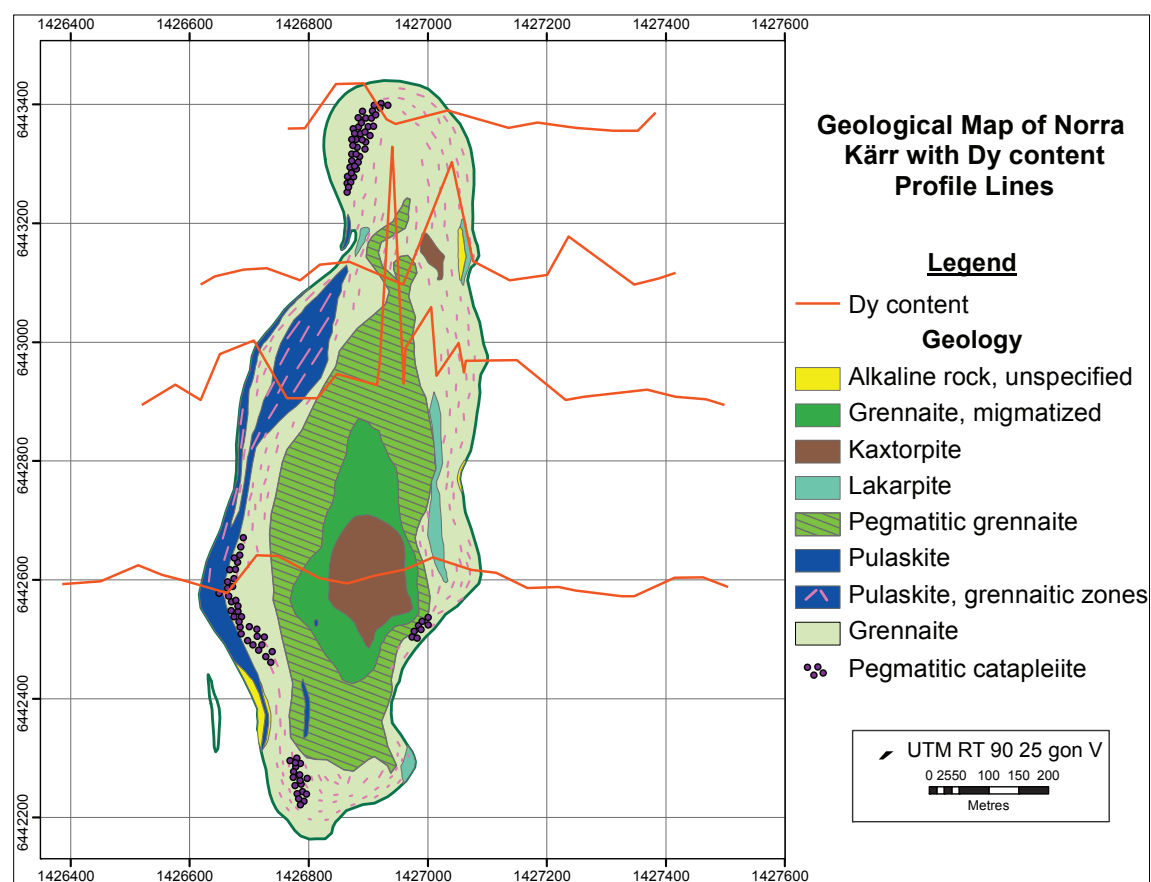 1426400 1426600 1426800 1427000 1427200 1427400 1427600
6443400
6443200
6443000
6442800
6442600
6442400
6442200
1426400 1426600 1426800 1427000 1427200 1427400 1427600
Geological Map of Norra
Kärr with Dy content
Profile Lines
Legend
Dy content
Geology
Alkaline rock, unspecified
Grennaite, migmatized
Kaxtorpite
Lakarpite
Pegmatitic grennaite
Pulaskite
Pulaskite, grennaitic zones
Grennaite
Pegmatitic catapleiite
UTM RT 90 25 gon V
0 2550 100 150 200
Metres